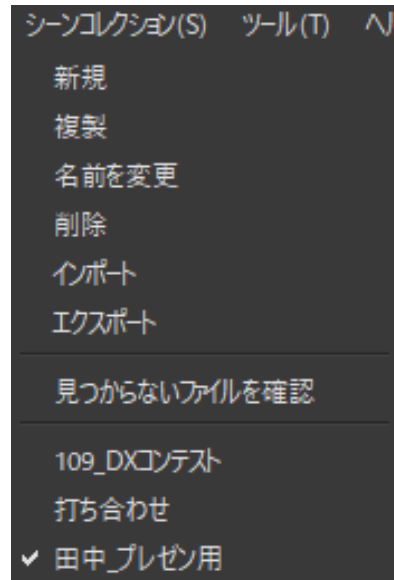 シーンコレクション(S) ツール(T)
新規
複製
名前を変更
削除
インポート
エクスポート
見つからないファイルを確認
109_DXコンテスト
打ち合わせ
田中_プレゼン用